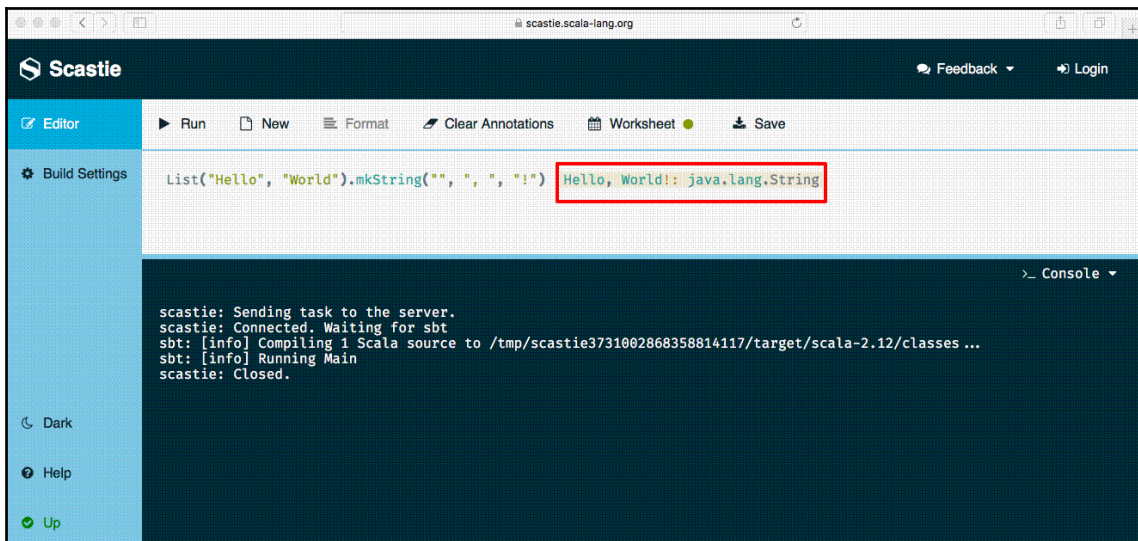 scastie.scala-lang.org
Scastie
Feedback
Login
Editor
Run New Format Clear Annotations Worksheet Save
Build Settings
List("Hello", "World").mkString("", ", ", "!") Hello, World!: java.lang.String
>_ Console
scastie: Sending task to the server.
scastie: Connected. Waiting for sbt
sbt: [info] Compiling 1 Scala source to /tmp/scastie3731002868358814117/target/scala-2.12/classes...
sbt: [info] Running Main
scastie: Closed.
Dark
Help
Up